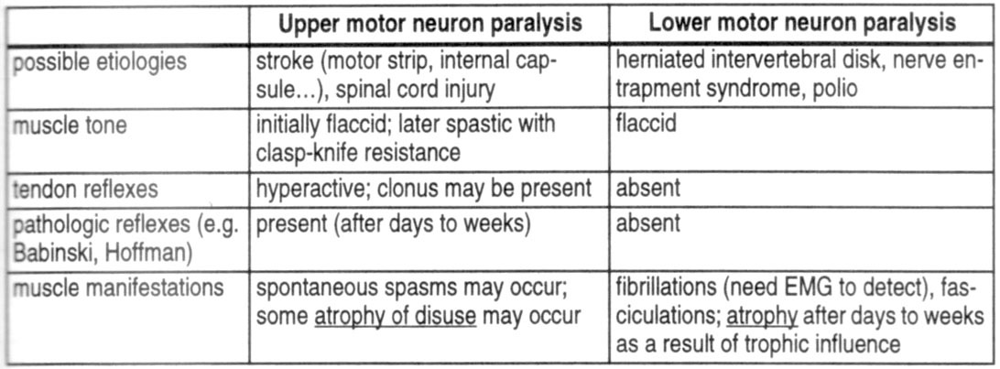 Upper motor neuron paralysis Lower motor neuron paralysis
possible etiologies
stroke (motor strip, internal cap-
sule...), spinal cord injury
herniated intervertebral disk, nerve en-
trapment syndrome, polio
muscle tone
initially flaccid; later spastic with
clasp-knife resistance
flaccid
tendon reflexes
hyperactive; clonus may be present
absent
pathologic reflexes (e.g.
Babinski, Hoffman)
present (after days to weeks)
absent
muscle manifestations
spontaneous spasms may occur;
some atrophy of disuse may occur
fibrillations (need EMG to detect), fas-
ciculations; atrophy after days to weeks
as a result of trophic influence